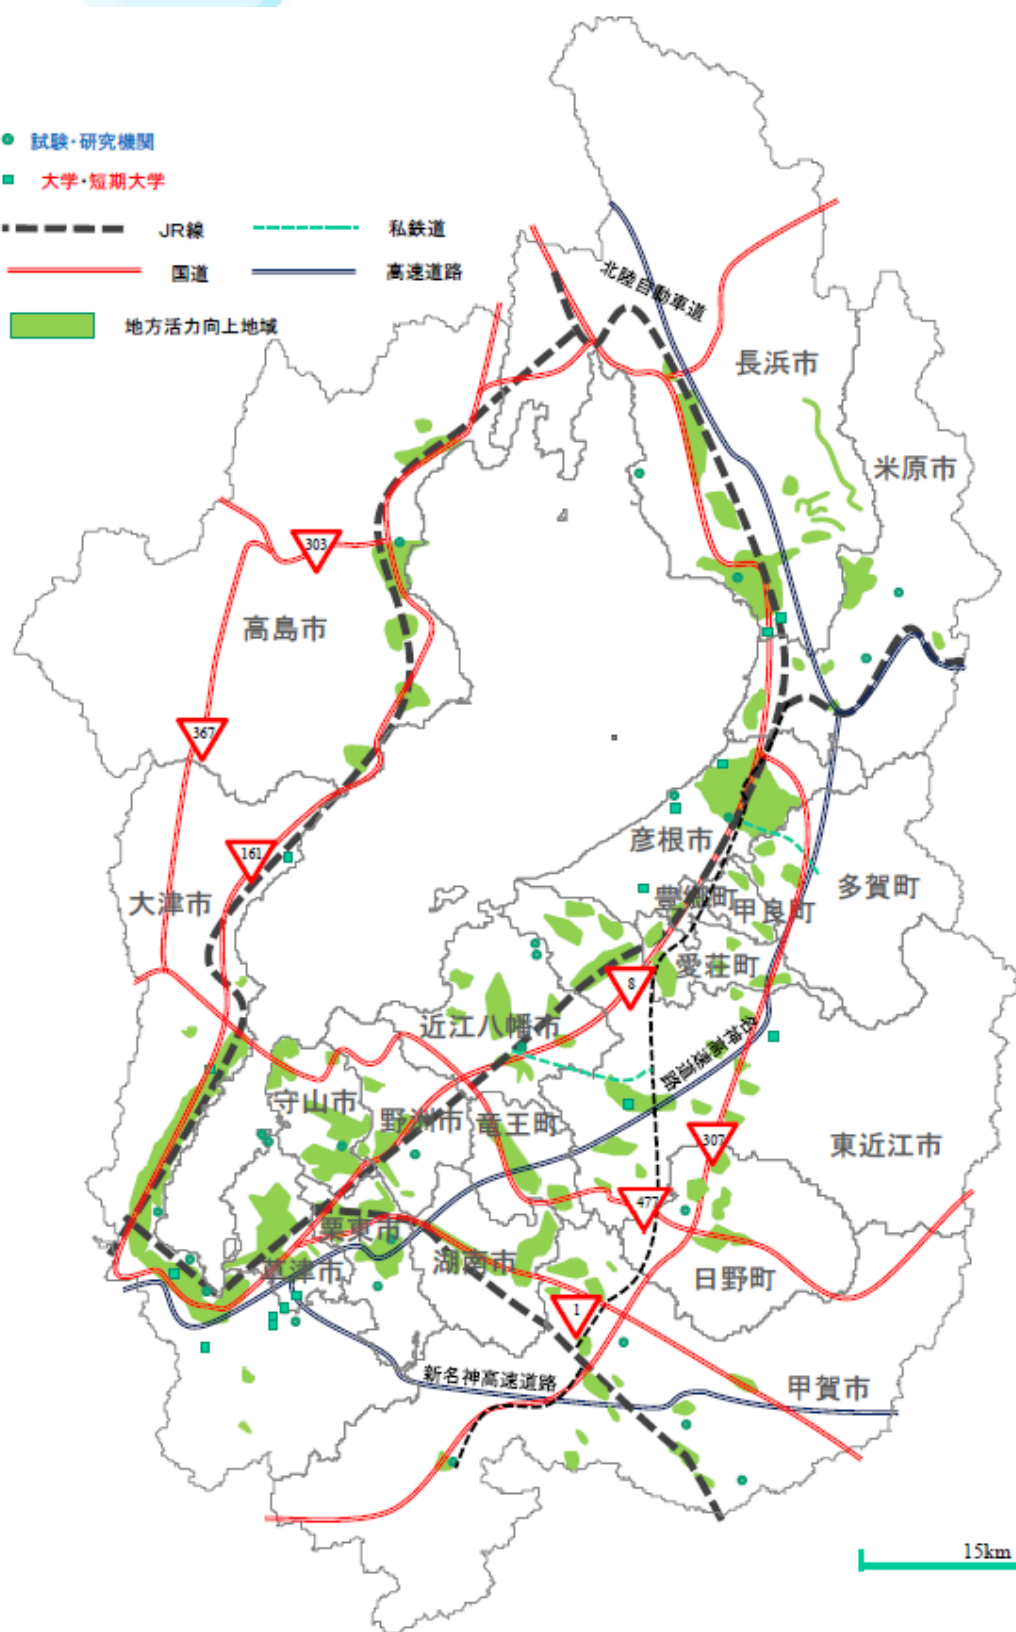 試験・研究機関
大学・短期大学
JR線
私鉄道
国道
高速道路
地方活力向上地域
北陸自動車道
長浜市
米原市
303
高島市
367
161
彦根市
大津市
豊郷町
甲良町
多賀町
愛荘町
8
近江八幡市
名神高速道路
守山市
野洲市
竜王町
307
東近江市
477
栗東市
草津市
湖南市
日野町
1
新名神高速道路
甲賀市
15km